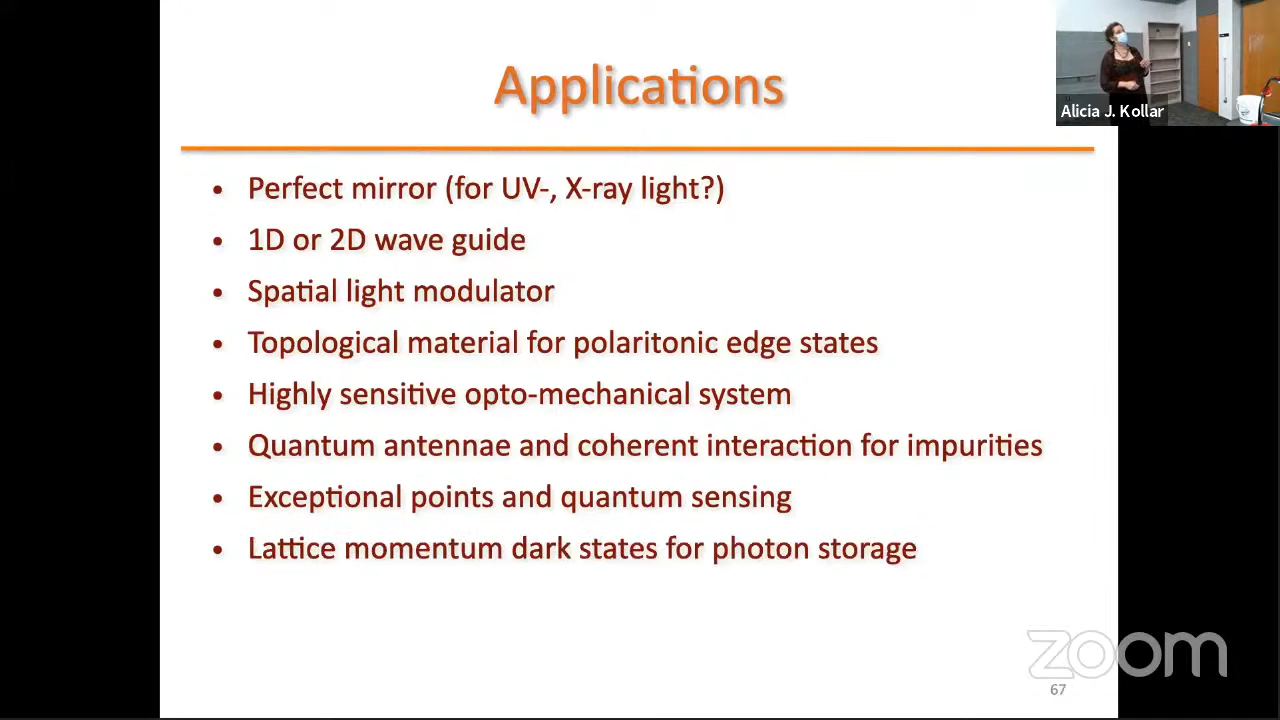 Applications
Alicia J. Kollar
• Perfect mirror (for UV-, X-ray light?)
• 1D or 2D wave guide
• Spatial light modulator
• Topological material for polaritonic edge states
• Highly sensitive opto-mechanical system
• Quantum antennae and coherent interaction for impurities
• Exceptional points and quantum sensing
• Lattice momentum dark states for photon storage
zoom
67